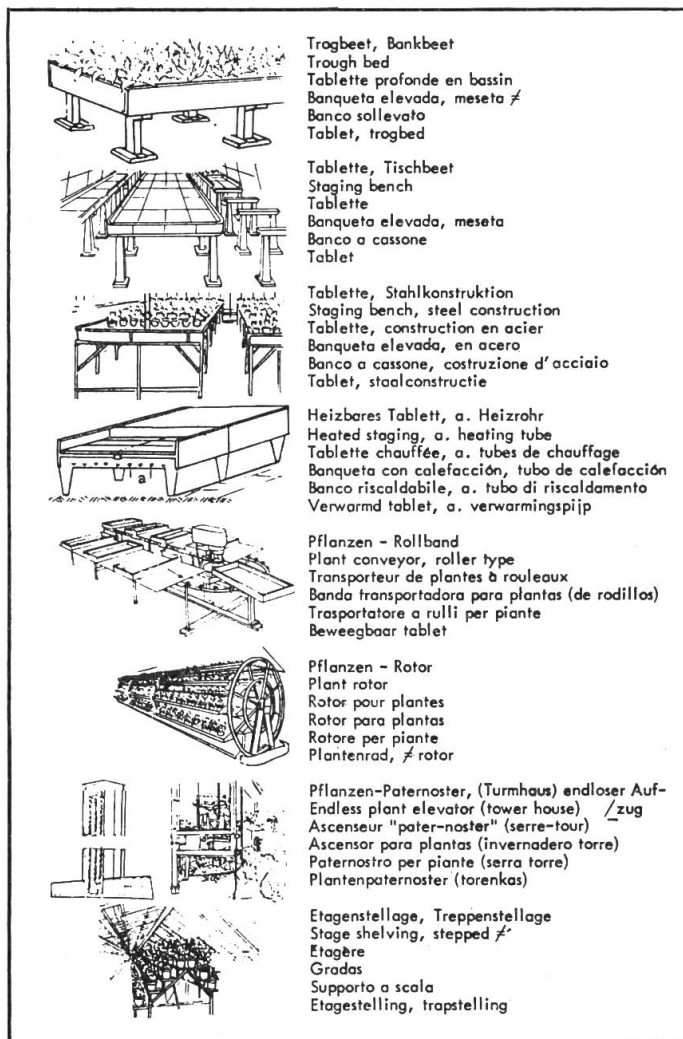 Trogbeet, Bankbeet
Trough bed
Tablette profonde en bassin
Banqueta elevada, meseta ≠
Banco sollevato
Tablet, trogbed
Tablette, Tischbeet
Staging bench
Tablette
Banqueta elevada, meseta
Banco a cassone
Tablet
Tablette, Stahlkonstruktion
Staging bench, steel construction
Tablette, construction en acier
Banqueta elevada, en acero
Banco a cassone, costruzione d'acciaio
Tablet, staalconstructie
a
Heizbares Tablett, a. Heizrohr
Heated staging, a. heating tube
Tablette chauffée, a. tubes de chauffage
Banqueta con calefacción, tubo de calefacción
Banco riscaldabile, a. tubo di riscaldamento
Verwarmd tablet, a. verwarmingspijp
Pflanzen - Rollband
Plant conveyor, roller type
Transporteur de plantes à rouleaux
Banda transportadora para plantas (de rodillos)
Trasportatore a rulli per piante
Beweegbaar tablet
Pflanzen - Rotor
Plant rotor
Rotor pour plantes
Rotor para plantas
Rotore per piante
Plantenrad, ≠ rotor
Pflanzen-Paternoster, (Turmhaus) endloser Auf-
Endless plant elevator (tower house) /zug
Ascenseur "pater-noster" (serre-tour)
Ascensor para plantas (invernadero torre)
Paternostro per piante (serra torre)
Plantenpaternoster (torenkas)
Etagenstellage, Treppenstellage
Stage shelving, stepped ≠
Etagère
Gradas
Supporto a scala
Etagestelling, trapstelling